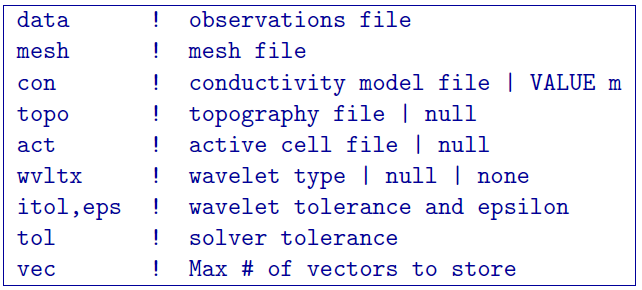 data ! observations file
mesh ! mesh file
con ! conductivity model file | VALUE m
topo ! topography file | null
act ! active cell file | null
wvltx ! wavelet type | null | none
itol,eps ! wavelet tolerance and epsilon
tol ! solver tolerance
vec ! Max # of vectors to store